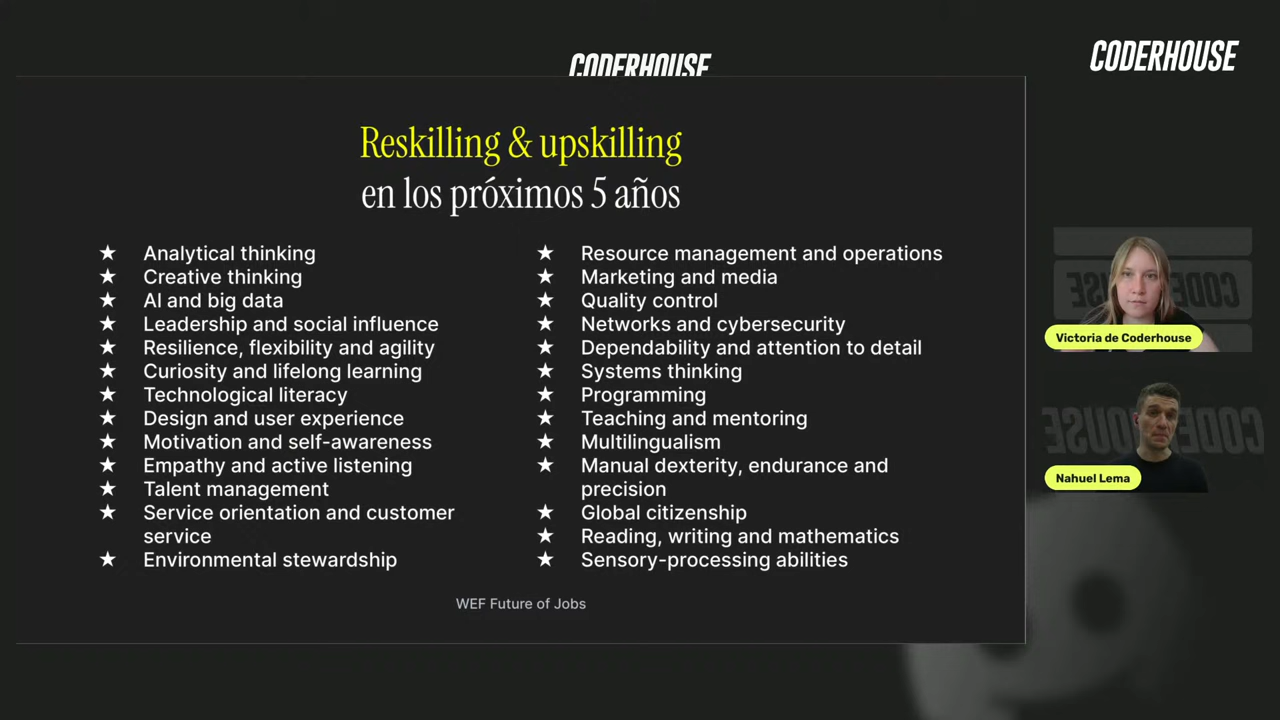 CODERHOUSE
CODERHOUSE
Reskilling & upskilling
en los próximos 5 años
★ Analytical thinking
★ Creative thinking
★ AI and big data
★ Leadership and social influence
★ Resilience, flexibility and agility
★ Curiosity and lifelong learning
★ Technological literacy
★ Design and user experience
★ Motivation and self-awareness
★ Empathy and active listening
★ Talent management
★ Service orientation and customer
service
★ Environmental stewardship
★ Resource management and operations
★ Marketing and media
★ Quality control
★ Networks and cybersecurity
★ Dependability and attention to detail
★ Systems thinking
★ Programming
★ Teaching and mentoring
★ Multilingualism
★ Manual dexterity, endurance and
precision
★ Global citizenship
★ Reading, writing and mathematics
★ Sensory-processing abilities
WEF Future of Jobs
CODERHOUSE
Victoria de Coderhouse
CODERHOUSE
Nahuel Lema